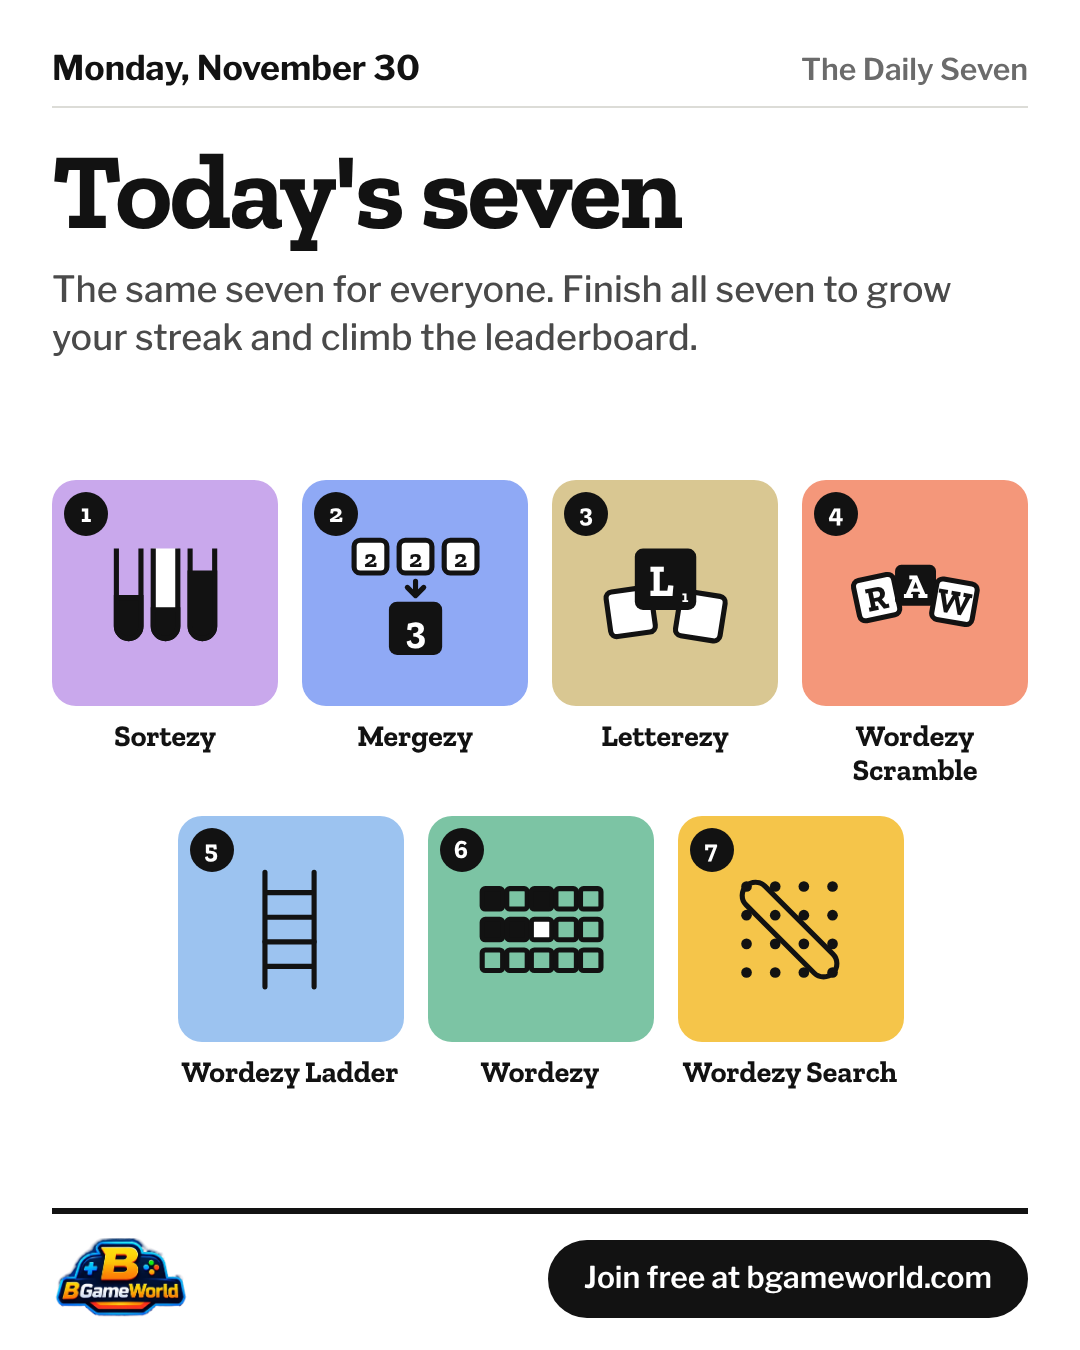 Monday, November 30
The Daily Seven
Today's seven
The same seven for everyone. Finish all seven to grow
your streak and climb the leaderboard.
1
2
3
4
2 2 2
3
L
1
R A W
Sortezy
Mergezy
Letterezy
Wordezy
Scramble
5
6
7
Wordezy Ladder
Wordezy
Wordezy Search
B
BGameWorld
Join free at bgameworld.com